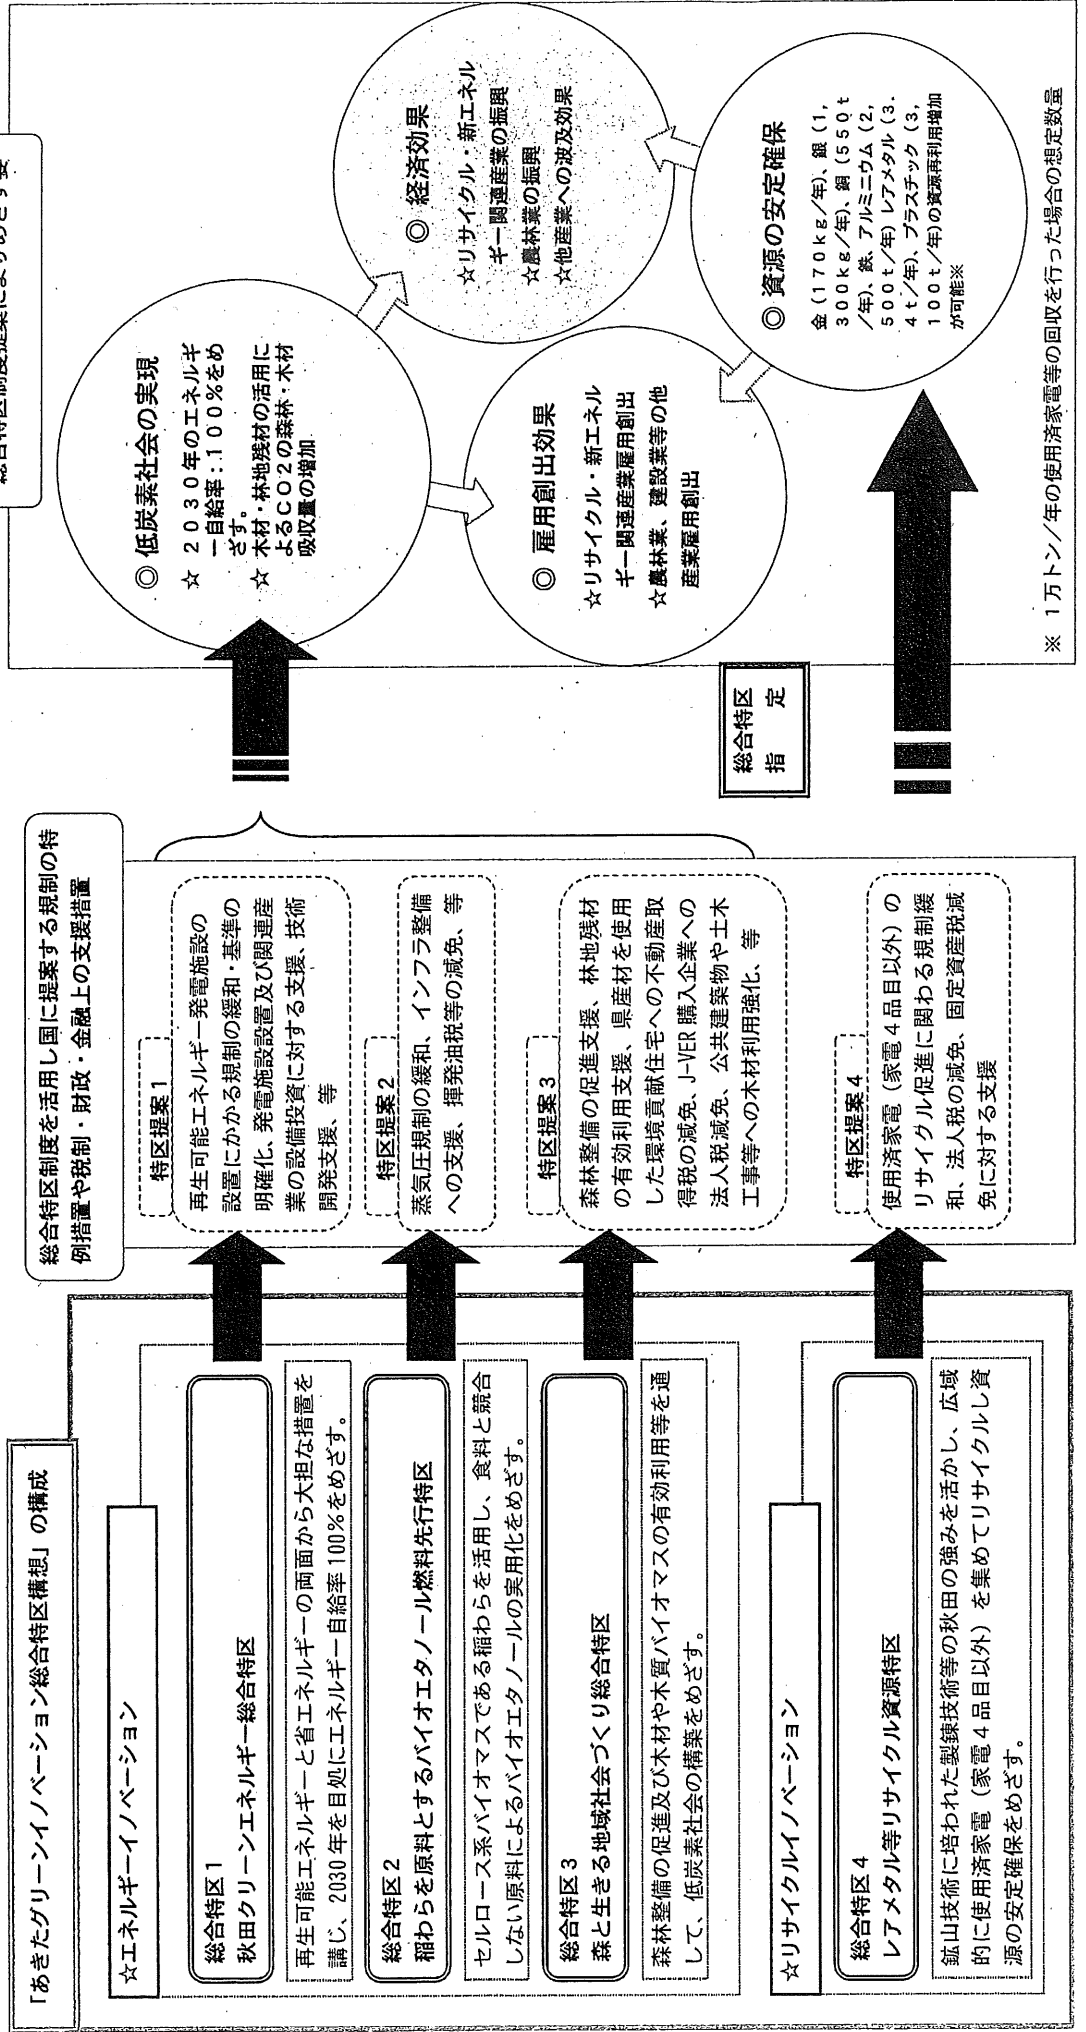 「あきたグリーンイノベーション総合特区構想」の構成
☆エネルギーイノベーション
総合特区1
秋田クリーンエネルギー総合特区
再生可能エネルギーと省エネルギーの両面から大担な措置を
講じ、2030年を目処にエネルギー自給率100%をめざす。
総合特区2
稲わらを原料とするバイオエタノール燃料先行特区
セルロース系バイオマスである稲わらを活用し、食料と競合
しない原料によるバイオエタノールの実用化をめざす。
総合特区3
森と生きる地域社会づくり総合特区
森林整備の促進及び木材や木質バイオマスの有効利用等を通
して、低炭素社会の構築をめざす。
☆リサイクルイノベーション
総合特区4
レアメタル等リサイクル資源特区
鉱山技術に培われた製錬技術等の秋田の強みを活かし、広域
的に使用済家電（家電4品目以外）を集めてリサイクルし資
源の安定確保をめざす。
総合特区制度を活用し国に提案する規制の特
例措置や税制・財政・金融上の支援措置
特区提案1
再生可能エネルギー発電施設の
設置にかかる規制の緩和・基準の
明確化、発電施設設置及び関連産
業の設備投資に対する支援、技術
開発支援、等
特区提案2
蒸気圧規制の緩和、インフラ整備
への支援、揮発油税等の減免、等
特区提案3
森林整備の促進支援、林地残材
の有効利用支援、県産材を使用
した環境貢献住宅への不動産取
得税の減免、J-VER購入企業への
法人税減免、公共建築物や土木
工事等への木材利用強化、等
特区提案4
使用済家電（家電4品目以外）の
リサイクル促進に関わる規制緩
和、法人税の減免、固定資産税減
免に対する支援
総合特区
指　定
総合特区制度提案によりめざす姿
◎ 低炭素社会の実現
☆ 2030年のエネルギ
ー自給率：100%をめ
ざす。
☆ 木材・林地残材の活用に
よるCO2の森林・木材
吸収量の増加
◎ 経済効果
☆リサイクル・新エネル
ギー関連産業の振興
☆農林業の振興
☆他産業への波及効果
◎ 雇用創出効果
☆リサイクル・新エネル
ギー関連産業雇用創出
☆農林業、建設業等の他
産業雇用創出
◎ 資源の安定確保
金（170kg/年)、銀（1,
300kg/年)、銅（550t
/年)、鉄、アルミニウム（2,
500t/年）レアメタル（3.
4t/年)、プラスチック（3,
100t/年)の資源再利用増加
が可能※
※ 1万トン/年の使用済家電等の回収を行った場合の想定数量